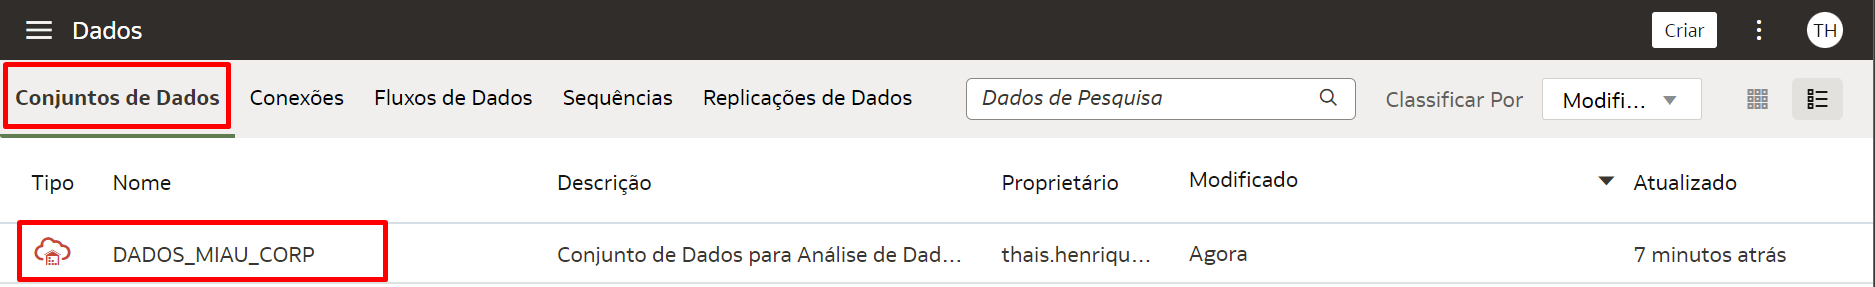 Dados
Criar
TH
Conjuntos de Dados
Conexões
Fluxos de Dados
Sequências
Replicações de Dados
Dados de Pesquisa
Classificar Por
Modifi...
Tipo
Nome
Descrição
Proprietário
Modificado
Atualizado
DADOS_MIAU_CORP
Conjunto de Dados para Análise de Dad...
thais.henriqu...
Agora
7 minutos atrás